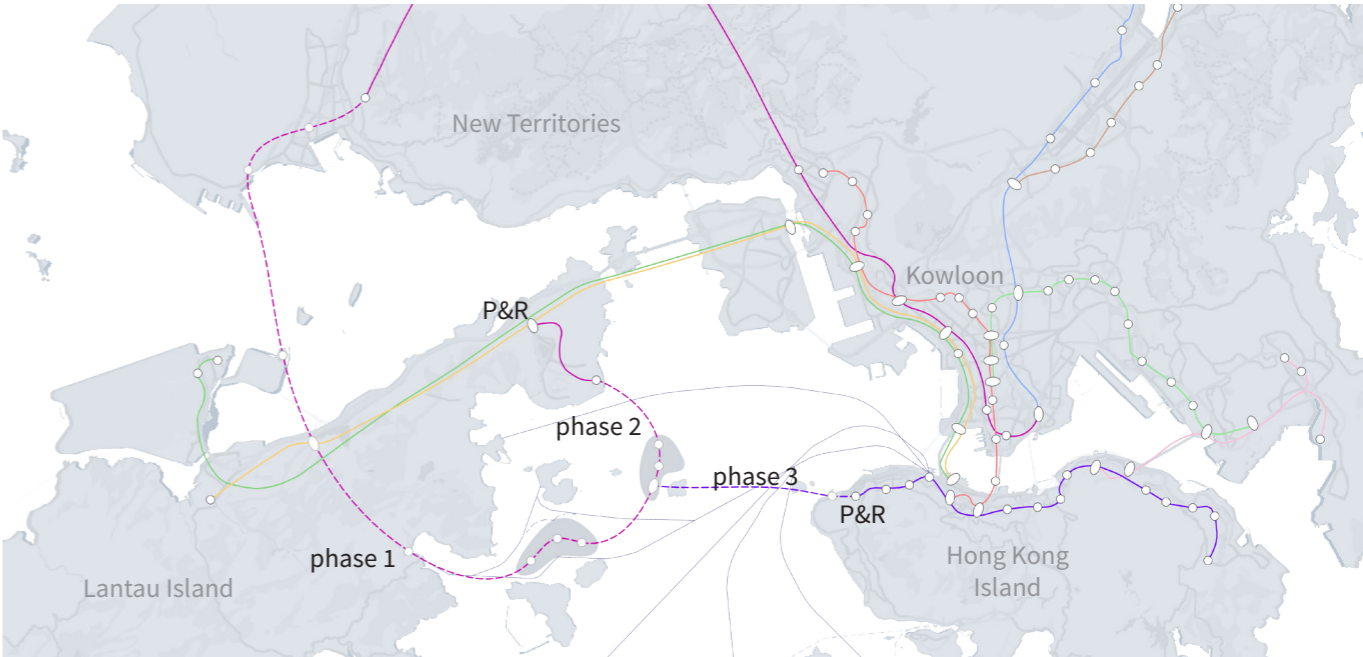 New Territories
Kowloon
P&R
phase 2
phase 3
P&R
phase 1
Hong Kong
Island
Lantau Island